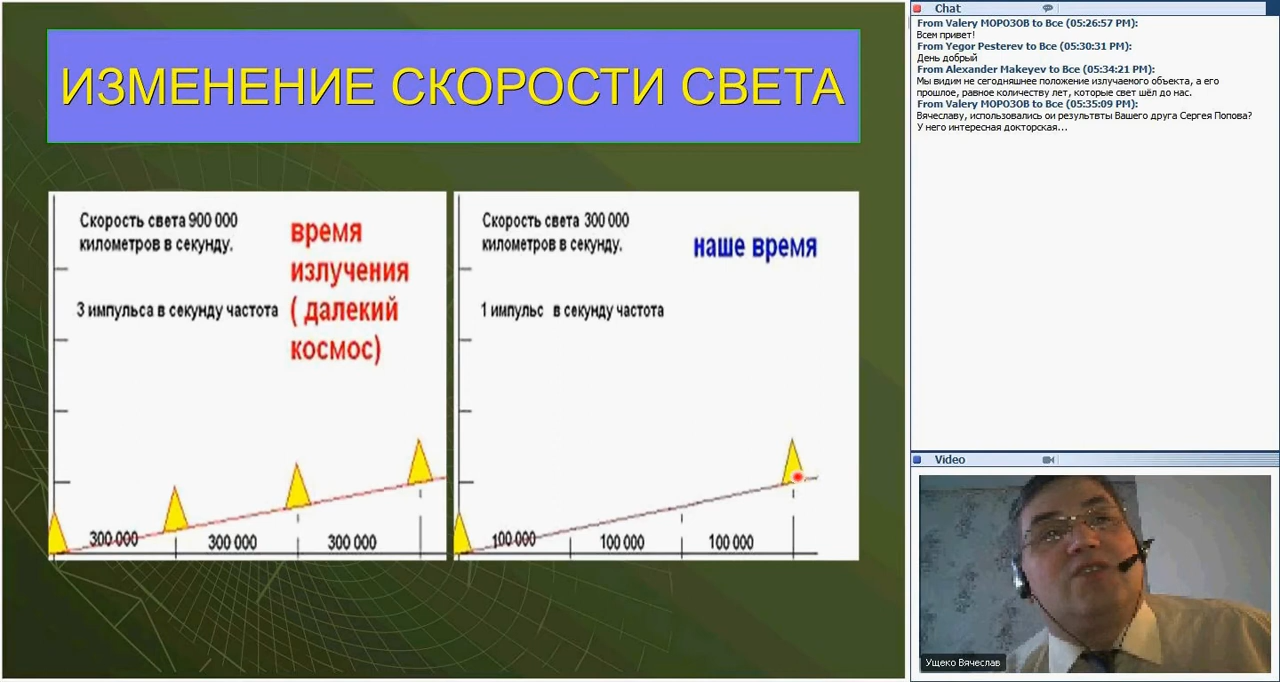 ИЗМЕНЕНИЕ СКОРОСТИ СВЕТА
Скорость света 900 000
километров в секунду.
3 импульса в секунду частота
время
излучения
( далекий
космос)
300 000
300 000
300 000
Скорость света 300 000
километров в секунду.
наше время
1 импульс в секунду частота
100 000
100 000
100 000
Chat
From Valery МОРОЗОВ to Все (05:26:57 PM):
Всем привет!
From Yegor Pesterev to Все (05:30:31 PM):
День добрый
From Alexander Makeyev to Все (05:34:21 PM):
Мы видим не сегодняшнее положение излучаемого объекта, а его
прошлое, равное количеству лет, которые свет шёл до нас.
From Valery МОРОЗОВ to Все (05:35:09 PM):
Вячеславу, использовались ои результвты Вашего друга Сергея Попова?
У него интересная докторская...
Video
Ущеко Вячеслав